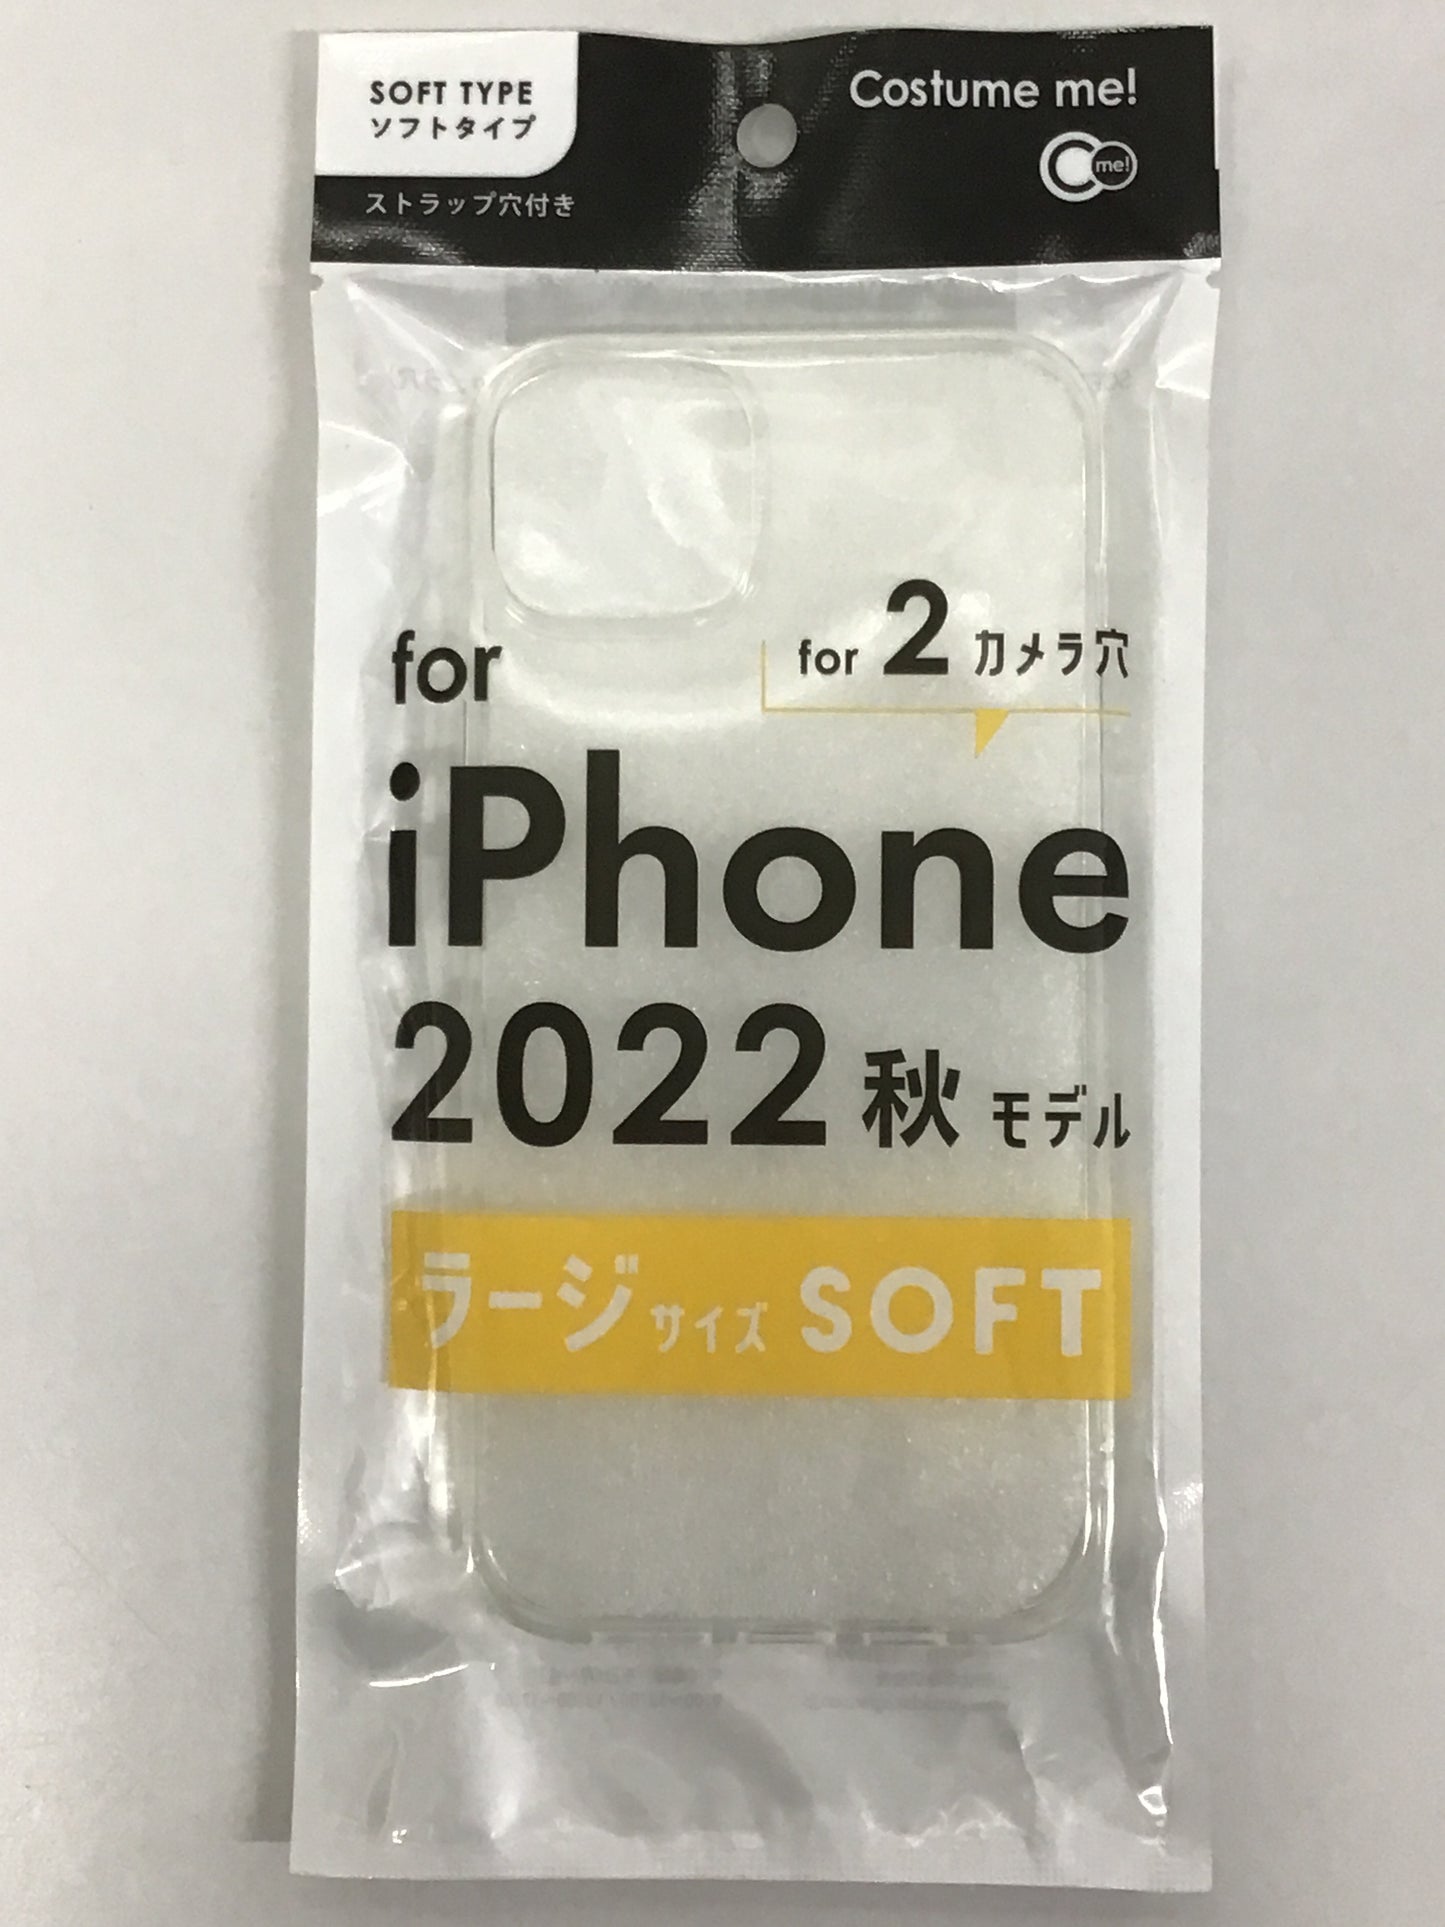 SOFT TYPE
ソフトタイプ
ストラップ穴付き
Costume me!
C me!
for
for 2 カメラ穴
iPhone
2022 秋 モデル
ラージサイズ SOFT